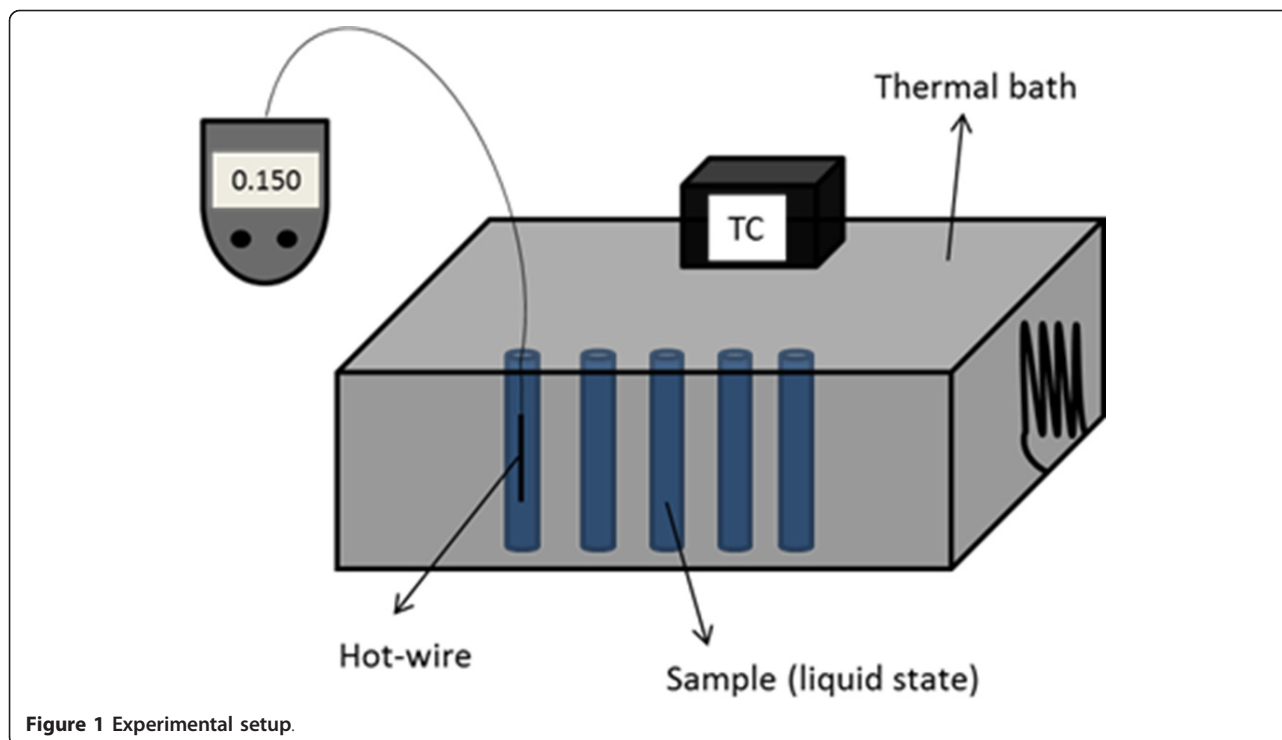 Thermal bath
0.150
TC
Hot-wire
Sample (liquid state)
Figure 1 Experimental setup.